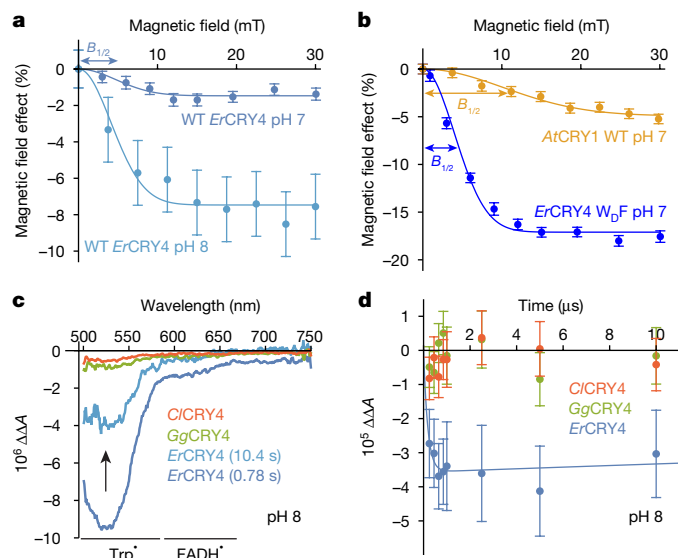 a
Magnetic field (mT)
0 10 20 30
B1/2
0
−2
−4
−6
−8
−10
Magnetic field effect (%)
WT ErCRY4 pH 7
WT ErCRY4 pH 8
b
Magnetic field (mT)
0 10 20 30
0
−5
−10
−15
−20
Magnetic field effect (%)
B1/2
AtCRY1 WT pH 7
B1/2
ErCRY4 WDF pH 7
c
Wavelength (nm)
500 550 600 650 700 750
0
−2
−4
−6
−8
−10
10⁶ ΔΔA
ClCRY4
GgCRY4
ErCRY4 (10.4 s)
ErCRY4 (0.78 s)
pH 8
Trp• FADH•
d
Time (μs)
0 2 4 6 8 10
1
0
−1
−2
−3
−4
−5
−6
10⁵ ΔΔA
ClCRY4
GgCRY4
ErCRY4
pH 8